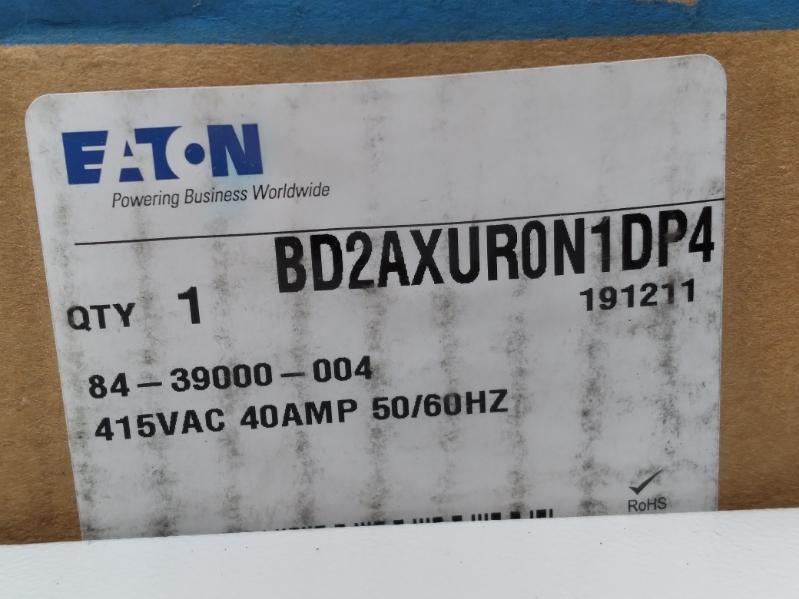 EATON
Powering Business Worldwide
BD2AXUR0N1DP4
QTY 1
191211
84-39000-004
415VAC 40AMP 50/60HZ
RoHS